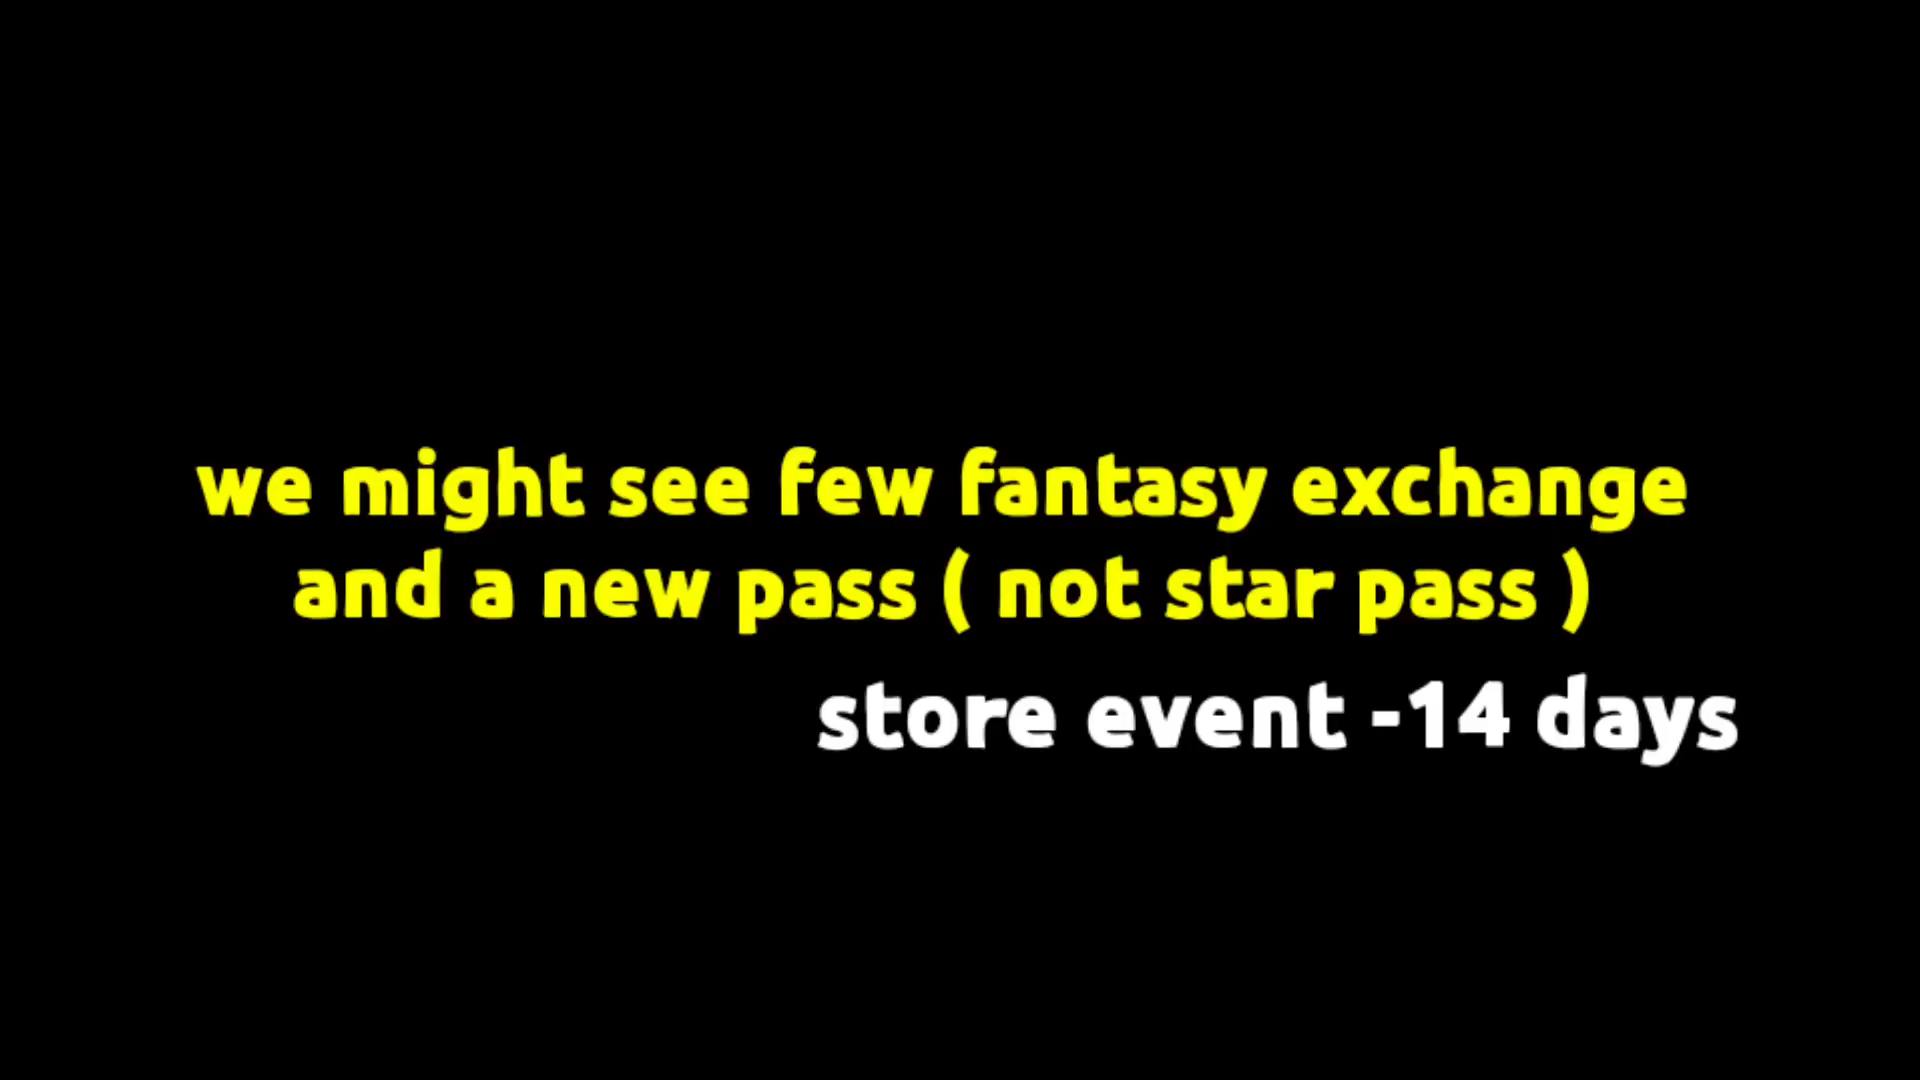 we might see few fantasy exchange
and a new pass ( not star pass )
store event -14 days